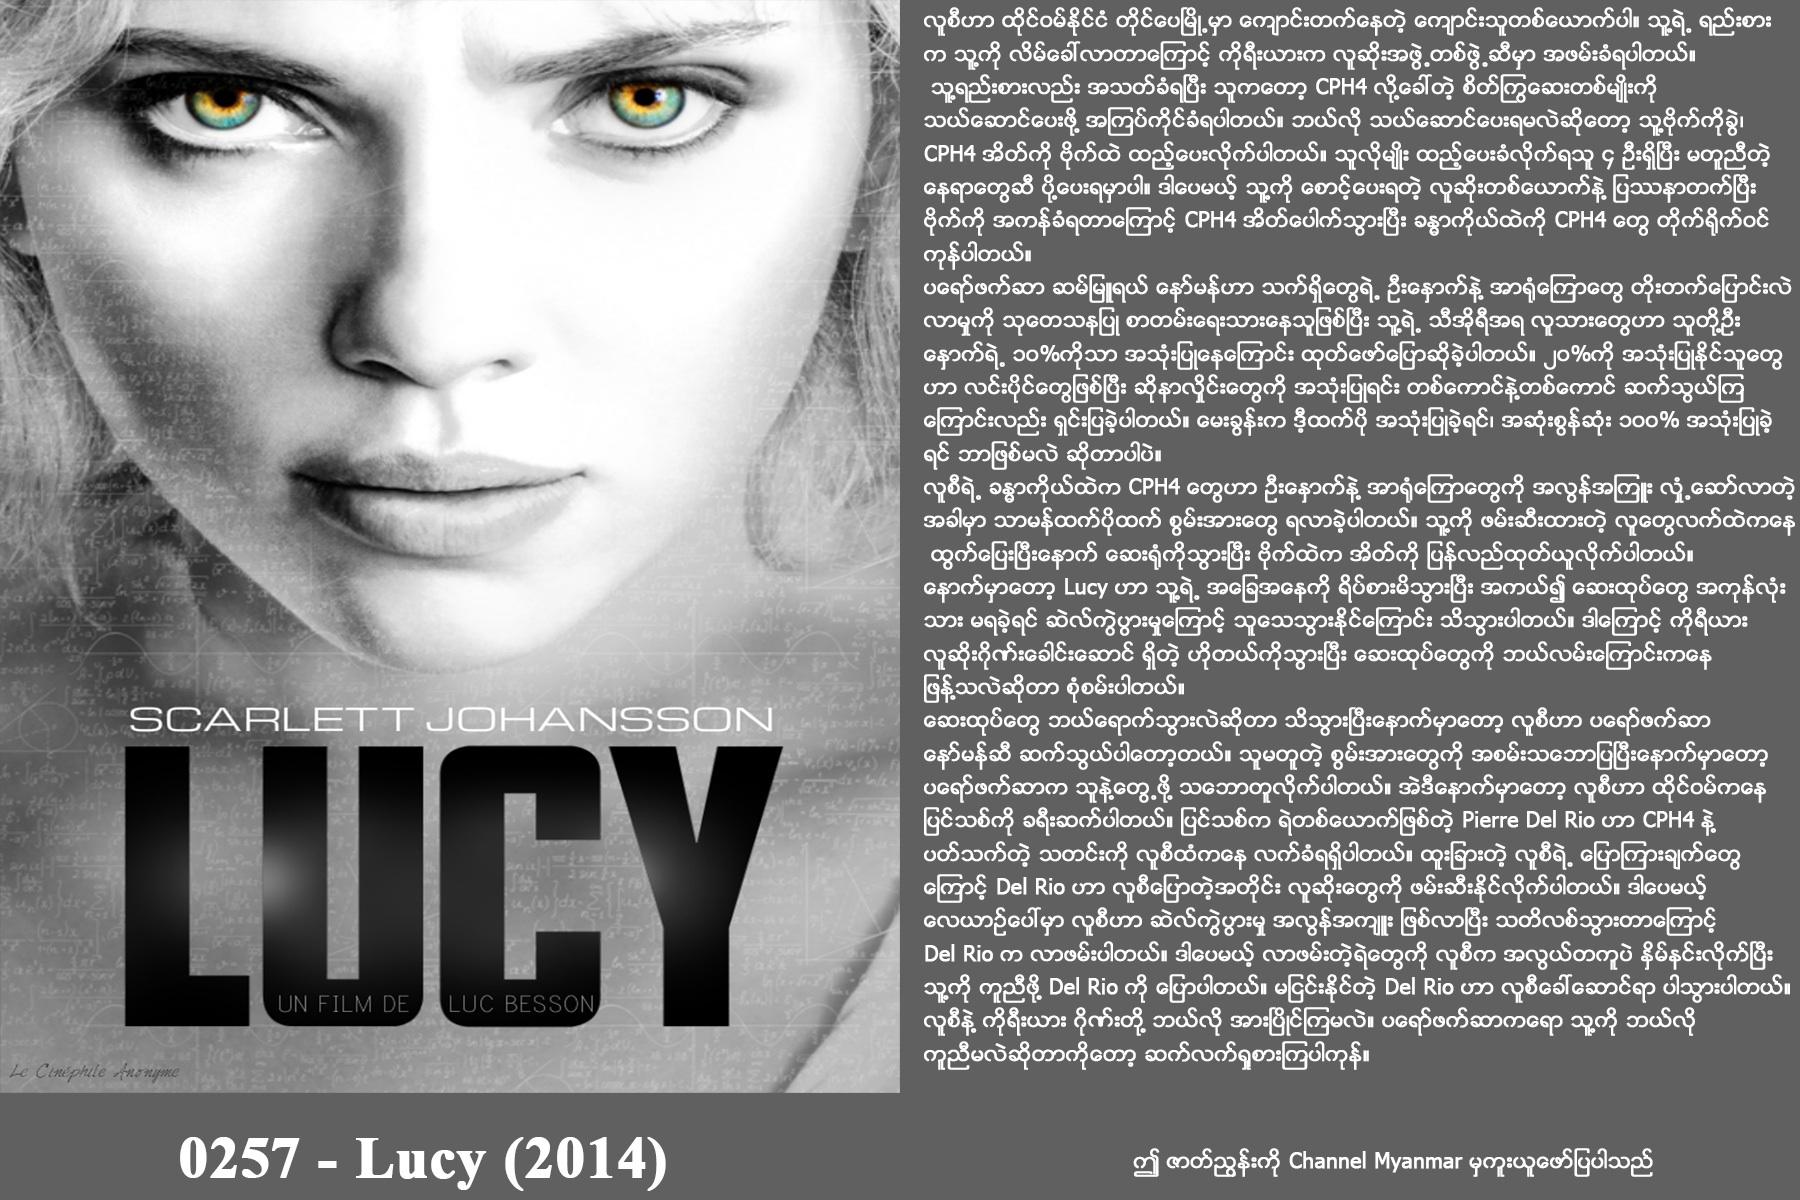 SCARLETT JOHANSSON
LUCY
UN FILM DE LUC BESSON
Le Cinéphile Anonyme
0257 - Lucy (2014)
လူစီဟာ ထိုင်ဝမ်နိုင်ငံ တိုင်ပေမြို့မှာ ကျောင်းတက်နေတဲ့ ကျောင်းသူတစ်ယောက်ပါ။ သူ့ရဲ့ ရည်းစား
က သူ့ကို လိမ်ခေါ်လာတာကြောင့် ကိုရီးယားက လူဆိုးအဖွဲ့တစ်ဖွဲ့ဆီမှာ အဖမ်းခံရပါတယ်။
သူ့ရည်းစားလည်း အသတ်ခံရပြီး သူကတော့ CPH4 လို့ခေါ်တဲ့ စိတ်ကြွဆေးတစ်မျိုးကို
သယ်ဆောင်ပေးဖို့ အကြပ်ကိုင်ခံရပါတယ်။ ဘယ်လို သယ်ဆောင်ပေးရမလဲဆိုတော့ သူ့ဗိုက်ကိုခွဲ၊
CPH4 အိတ်ကို ဗိုက်ထဲ ထည့်ပေးလိုက်ပါတယ်။ သူလိုမျိုး ထည့်ပေးခံလိုက်ရသူ ၄ ဦးရှိပြီး မတူညီတဲ့
နေရာတွေဆီ ပို့ပေးရမှာပါ။ ဒါပေမယ့် သူ့ကို စောင့်ပေးရတဲ့ လူဆိုးတစ်ယောက်နဲ့ ပြဿနာတက်ပြီး
ဗိုက်ကို အကန်ခံရတာကြောင့် CPH4 အိတ်ပေါက်သွားပြီး ခန္ဓာကိုယ်ထဲကို CPH4 တွေ တိုက်ရိုက်ဝင်
ကုန်ပါတယ်။
ပရော်ဖက်ဆာ ဆမ်မြူရယ် နော်မန်ဟာ သက်ရှိတွေရဲ့ ဦးနှောက်နဲ့ အာရုံကြောတွေ တိုးတက်ပြောင်းလဲ
လာမှုကို သုတေသနပြု စာတမ်းရေးသားနေသူဖြစ်ပြီး သူ့ရဲ့ သီအိုရီအရ လူသားတွေဟာ သူတို့ဦး
နှောက်ရဲ့ ၁၀%ကိုသာ အသုံးပြုနေကြောင်း ထုတ်ဖော်ပြောဆိုခဲ့ပါတယ်။ ၂၀%ကို အသုံးပြုနိုင်သူတွေ
ဟာ လင်းပိုင်တွေဖြစ်ပြီး ဆိုနာလှိုင်းတွေကို အသုံးပြုရင်း တစ်ကောင်နဲ့တစ်ကောင် ဆက်သွယ်ကြ
ကြောင်းလည်း ရှင်းပြခဲ့ပါတယ်။ မေးခွန်းက ဒီ့ထက်ပို အသုံးပြုခဲ့ရင်၊ အဆုံးစွန်ဆုံး ၁၀၀% အသုံးပြုခဲ့
ရင် ဘာဖြစ်မလဲ ဆိုတာပါပဲ။
လူစီရဲ့ ခန္ဓာကိုယ်ထဲက CPH4 တွေဟာ ဦးနှောက်နဲ့ အာရုံကြောတွေကို အလွန်အကြူး လှုံ့ဆော်လာတဲ့
အခါမှာ သာမန်ထက်ပိုထက် စွမ်းအားတွေ ရလာခဲ့ပါတယ်။ သူ့ကို ဖမ်းဆီးထားတဲ့ လူတွေလက်ထဲကနေ
ထွက်ပြေးပြီးနောက် ဆေးရုံကိုသွားပြီး ဗိုက်ထဲက အိတ်ကို ပြန်လည်ထုတ်ယူလိုက်ပါတယ်။
နောက်မှာတော့ Lucy ဟာ သူ့ရဲ့ အခြေအနေကို ရိပ်စားမိသွားပြီး အကယ်၍ ဆေးထုပ်တွေ အကုန်လုံး
သား မရခဲ့ရင် ဆဲလ်ကွဲပွားမှုကြောင့် သူသေသွားနိုင်ကြောင်း သိသွားပါတယ်။ ဒါကြောင့် ကိုရီယား
လူဆိုးဂိုဏ်းခေါင်းဆောင် ရှိတဲ့ ဟိုတယ်ကိုသွားပြီး ဆေးထုပ်တွေကို ဘယ်လမ်းကြောင်းကနေ
ဖြန့်သလဲဆိုတာ စုံစမ်းပါတယ်။
ဆေးထုပ်တွေ ဘယ်ရောက်သွားလဲဆိုတာ သိသွားပြီးနောက်မှာတော့ လူစီဟာ ပရော်ဖက်ဆာ
နော်မန်ဆီ ဆက်သွယ်ပါတော့တယ်။ သူမတူတဲ့ စွမ်းအားတွေကို အစမ်းသဘောပြပြီးနောက်မှာတော့
ပရော်ဖက်ဆာက သူနဲ့တွေ့ဖို့ သဘောတူလိုက်ပါတယ်။ အဲဒီနောက်မှာတော့ လူစီဟာ ထိုင်ဝမ်ကနေ
ပြင်သစ်ကို ခရီးဆက်ပါတယ်။ ပြင်သစ်က ရဲတစ်ယောက်ဖြစ်တဲ့ Pierre Del Rio ဟာ CPH4 နဲ့
ပတ်သက်တဲ့ သတင်းကို လူစီထံကနေ လက်ခံရရှိပါတယ်။ ထူးခြားတဲ့ လူစီရဲ့ ပြောကြားချက်တွေ
ကြောင့် Del Rio ဟာ လူစီပြောတဲ့အတိုင်း လူဆိုးတွေကို ဖမ်းဆီးနိုင်လိုက်ပါတယ်။ ဒါပေမယ့်
လေယာဉ်ပေါ်မှာ လူစီဟာ ဆဲလ်ကွဲပွားမှု အလွန်အကျူး ဖြစ်လာပြီး သတိလစ်သွားတာကြောင့်
Del Rio က လာဖမ်းပါတယ်။ ဒါပေမယ့် လာဖမ်းတဲ့ရဲတွေကို လူစီက အလွယ်တကူပဲ နှိမ်နင်းလိုက်ပြီး
သူ့ကို ကူညီဖို့ Del Rio ကို ပြောပါတယ်။ မငြင်းနိုင်တဲ့ Del Rio ဟာ လူစီခေါ်ဆောင်ရာ ပါသွားပါတယ်။
လူစီနဲ့ ကိုရီးယား ဂိုဏ်းတို့ ဘယ်လို အားပြိုင်ကြမလဲ။ ပရော်ဖက်ဆာကရော သူ့ကို ဘယ်လို
ကူညီမလဲဆိုတာကိုတော့ ဆက်လက်ရှုစားကြပါကုန်။
ဤ ဇာတ်ညွှန်းကို Channel Myanmar မှကူးယူဖော်ပြပါသည်